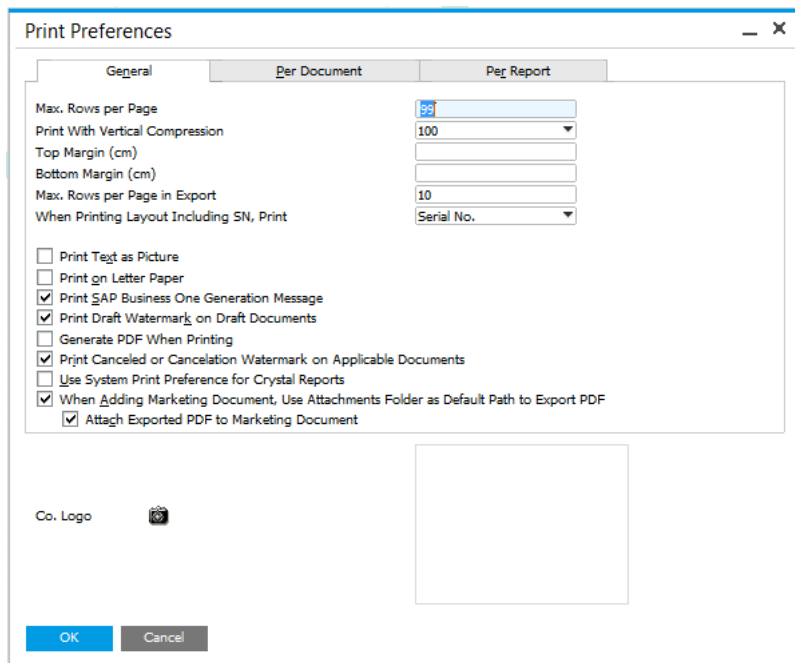 Print Preferences
General Per Document Per Report
Max. Rows per Page 99
Print With Vertical Compression 100
Top Margin (cm)
Bottom Margin (cm)
Max. Rows per Page in Export 10
When Printing Layout Including SN, Print Serial No.
Print Text as Picture
Print on Letter Paper
Print SAP Business One Generation Message
Print Draft Watermark on Draft Documents
Generate PDF When Printing
Print Canceled or Cancelation Watermark on Applicable Documents
Use System Print Preference for Crystal Reports
When Adding Marketing Document, Use Attachments Folder as Default Path to Export PDF
Attach Exported PDF to Marketing Document
Co. Logo
OK Cancel